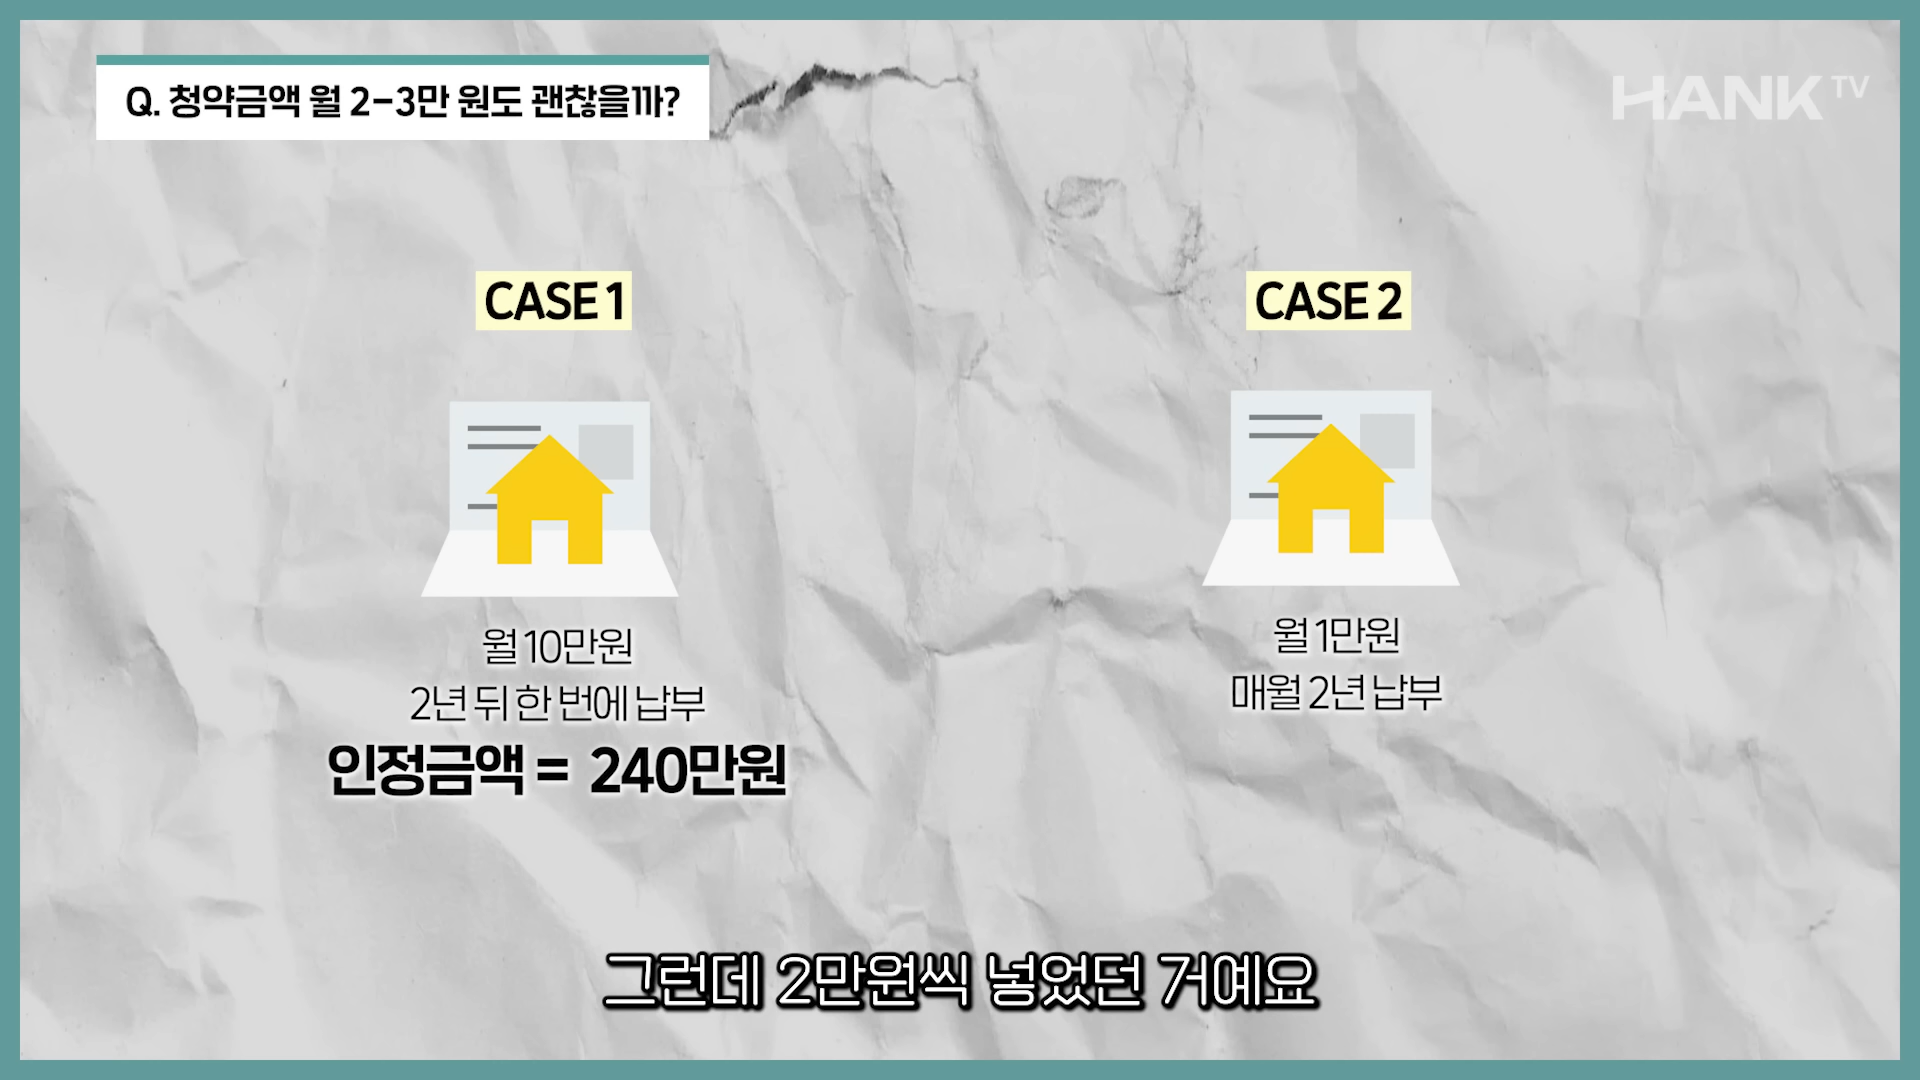 Q. 청약금액 월 2-3만 원도 괜찮을까?
HANK TV
CASE 1
월 10만원
2년 뒤 한 번에 납부
인정금액 = 240만원
CASE 2
월 1만원
매월 2년 납부
그런데 2만원씩 넣었던 거예요